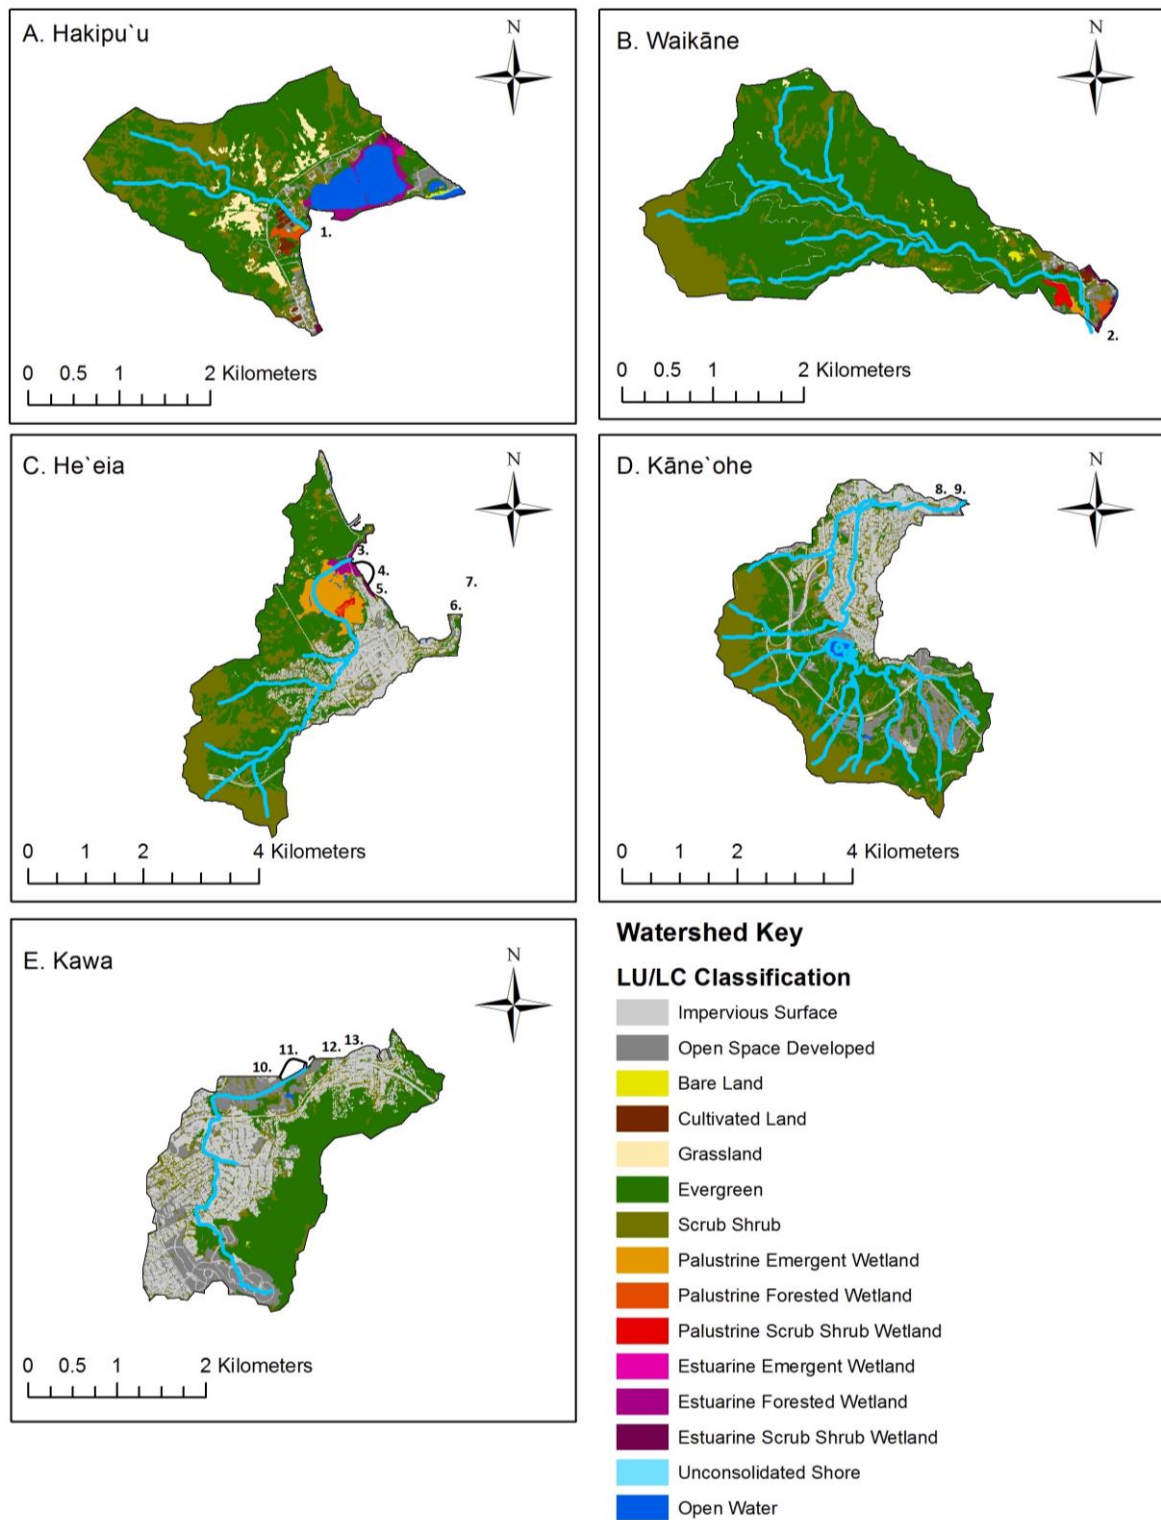 A. Hakipu`u
N
1.
0 0.5 1 2 Kilometers
B. Waikāne
N
2.
0 0.5 1 2 Kilometers
C. He`eia
N
3.
4.
5.
7.
6.
0 1 2 4 Kilometers
D. Kāne`ohe
N
8. 9.
0 1 2 4 Kilometers
E. Kawa
N
10. 11. 12. 13.
0 0.5 1 2 Kilometers
Watershed Key
LU/LC Classification
Impervious Surface
Open Space Developed
Bare Land
Cultivated Land
Grassland
Evergreen
Scrub Shrub
Palustrine Emergent Wetland
Palustrine Forested Wetland
Palustrine Scrub Shrub Wetland
Estuarine Emergent Wetland
Estuarine Forested Wetland
Estuarine Scrub Shrub Wetland
Unconsolidated Shore
Open Water